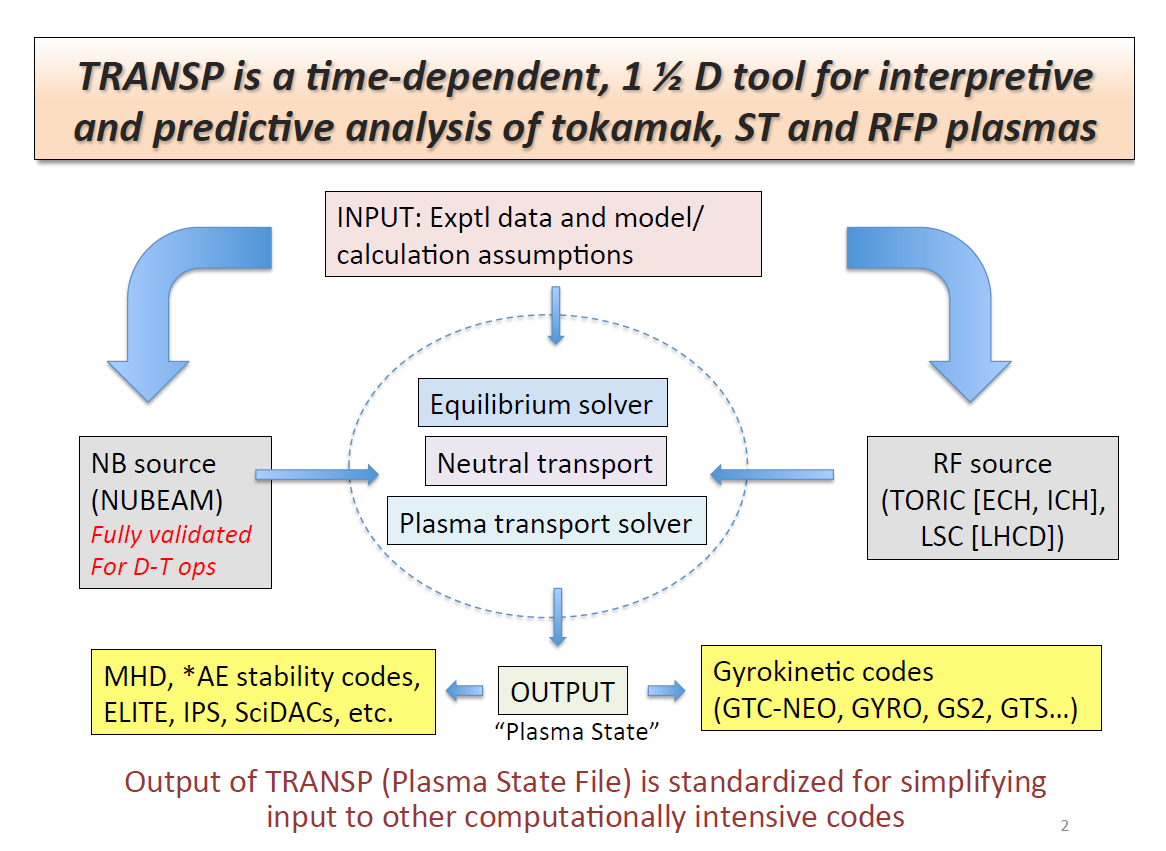 TRANSP is a time-dependent, 1 ½ D tool for interpretive
and predictive analysis of tokamak, ST and RFP plasmas
INPUT: Exptl data and model/
calculation assumptions
Equilibrium solver
Neutral transport
Plasma transport solver
NB source
(NUBEAM)
Fully validated
For D-T ops
RF source
(TORIC [ECH, ICH],
LSC [LHCD])
MHD, *AE stability codes,
ELITE, IPS, SciDACs, etc.
OUTPUT
“Plasma State”
Gyrokinetic codes
(GTC-NEO, GYRO, GS2, GTS…)
Output of TRANSP (Plasma State File) is standardized for simplifying
input to other computationally intensive codes
2